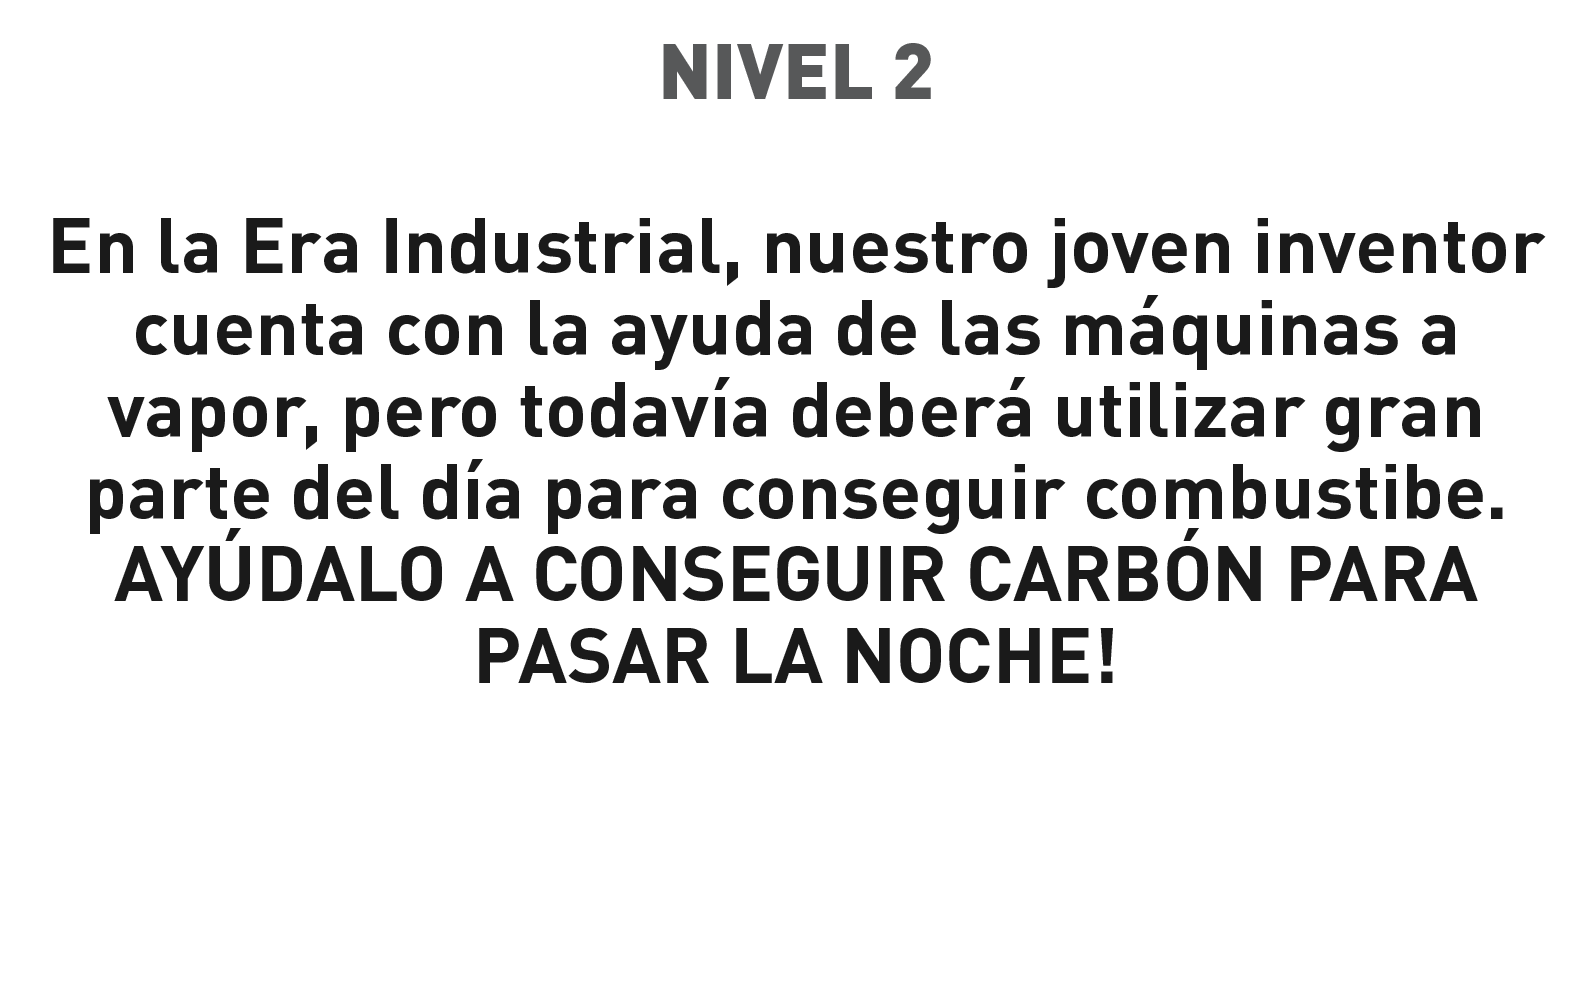 NIVEL 2
En la Era Industrial, nuestro joven inventor
cuenta con la ayuda de las máquinas a
vapor, pero todavía deberá utilizar gran
parte del día para conseguir combustibe.
AYÚDALO A CONSEGUIR CARBÓN PARA
PASAR LA NOCHE!